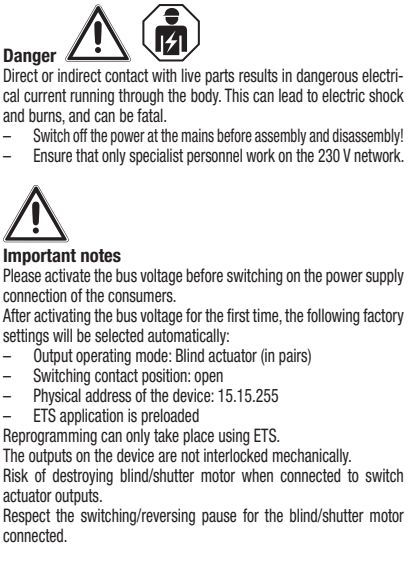 Danger
Direct or indirect contact with live parts results in dangerous electri-
cal current running through the body. This can lead to electric shock
and burns, and can be fatal.
– Switch off the power at the mains before assembly and disassembly!
– Ensure that only specialist personnel work on the 230 V network.
Important notes
Please activate the bus voltage before switching on the power supply
connection of the consumers.
After activating the bus voltage for the first time, the following factory
settings will be selected automatically:
– Output operating mode: Blind actuator (in pairs)
– Switching contact position: open
– Physical address of the device: 15.15.255
– ETS application is preloaded
Reprogramming can only take place using ETS.
The outputs on the device are not interlocked mechanically.
Risk of destroying blind/shutter motor when connected to switch
actuator outputs.
Respect the switching/reversing pause for the blind/shutter motor
connected.